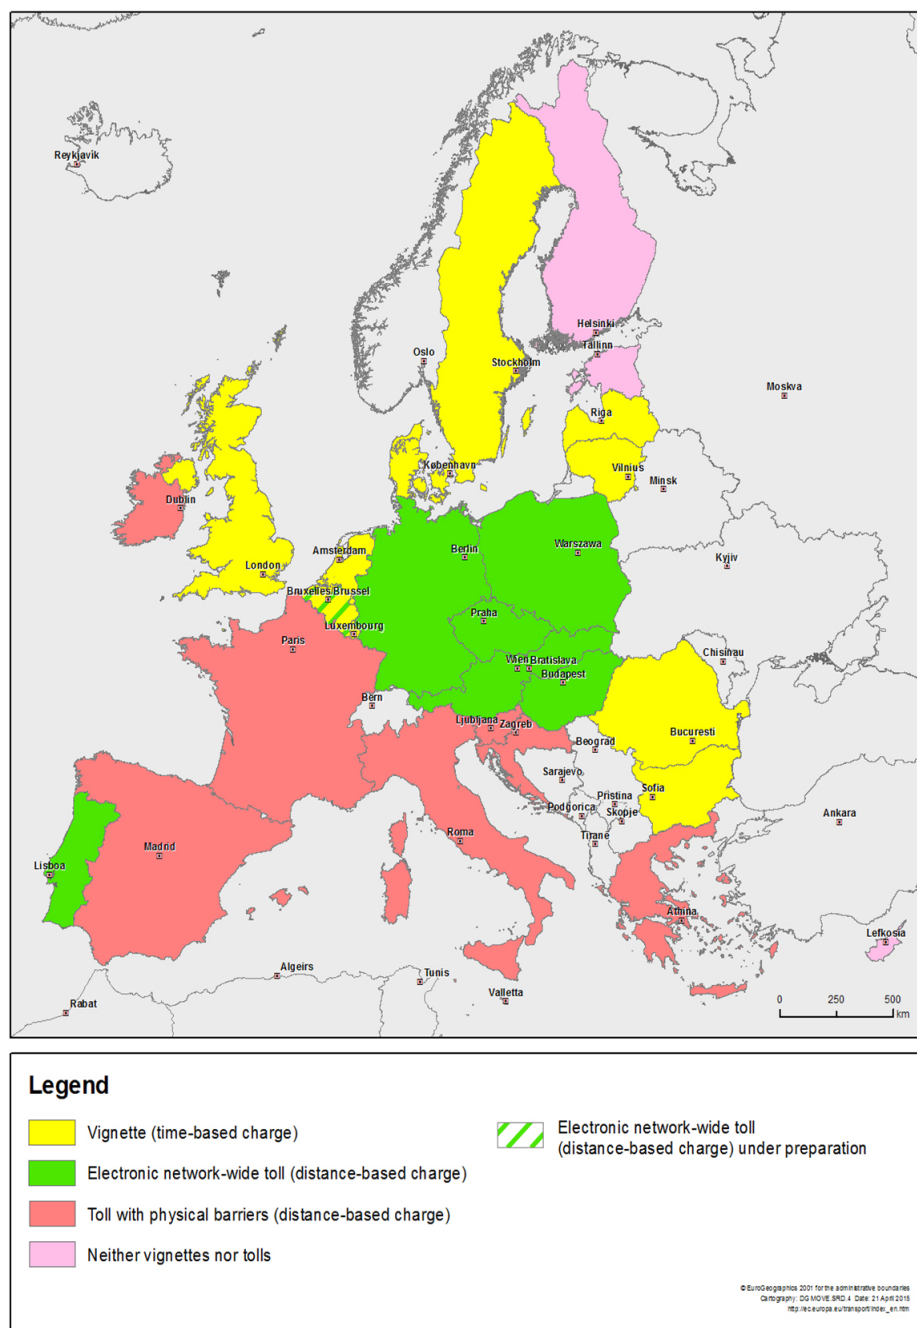 Reykjavik
Helsinki
Tallinn
Oslo
Stockholm
Moskva
Riga
København
Vilnius
Minsk
Dublin
Amsterdam
Berlin
Warszawa
Kyjiv
London
Bruxelles/Brussel
Praha
Luxembourg
Paris
Chisinau
Wien
Bratislava
Budapest
Bern
Ljubljana
Zagreb
Bucuresti
Beograd
Sarajevo
Sofia
Pristina
Podgorica
Skopje
Ankara
Roma
Tirane
Madrid
Lisboa
Athina
Lefkosia
Algeirs
Tunis
Valletta
Rabat
0 250 500
km
Legend
Vignette (time-based charge)
Electronic network-wide toll (distance-based charge)
Toll with physical barriers (distance-based charge)
Neither vignettes nor tolls
Electronic network-wide toll
(distance-based charge) under preparation
© EuroGeographics 2001 for the administrative boundaries
Cartography: DG MOVE.SRD.4 Date: 21 April 2015
http://ec.europa.eu/transport/index_en.htm